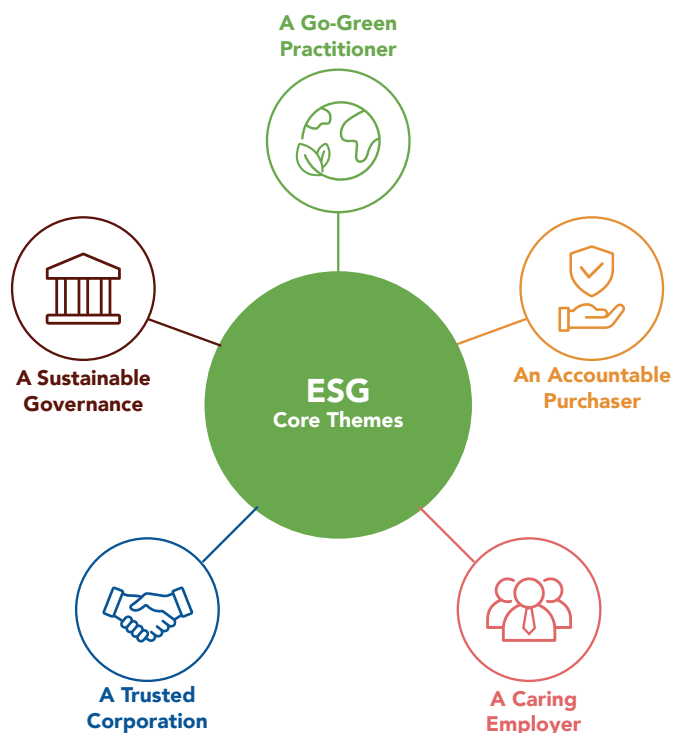 A Go-Green
Practitioner
A Sustainable
Governance
ESG
Core Themes
An Accountable
Purchaser
A Trusted
Corporation
A Caring
Employer